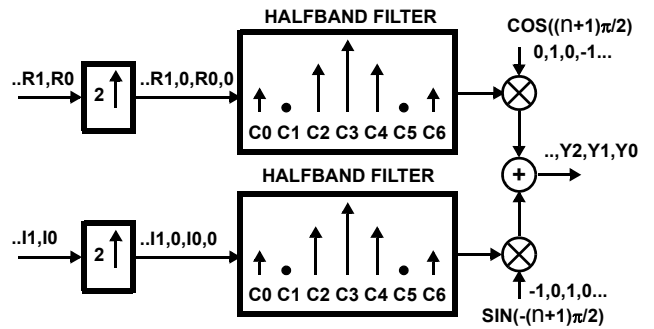 HALFBAND FILTER
COS((n+1)π/2)
0,1,0,-1...
..R1,R0
2
..R1,0,R0,0
C0 C1 C2 C3 C4 C5 C6
..,Y2,Y1,Y0
+
HALFBAND FILTER
..I1,I0
2
..I1,0,I0,0
C0 C1 C2 C3 C4 C5 C6
-1,0,1,0...
SIN(-(n+1)π/2)